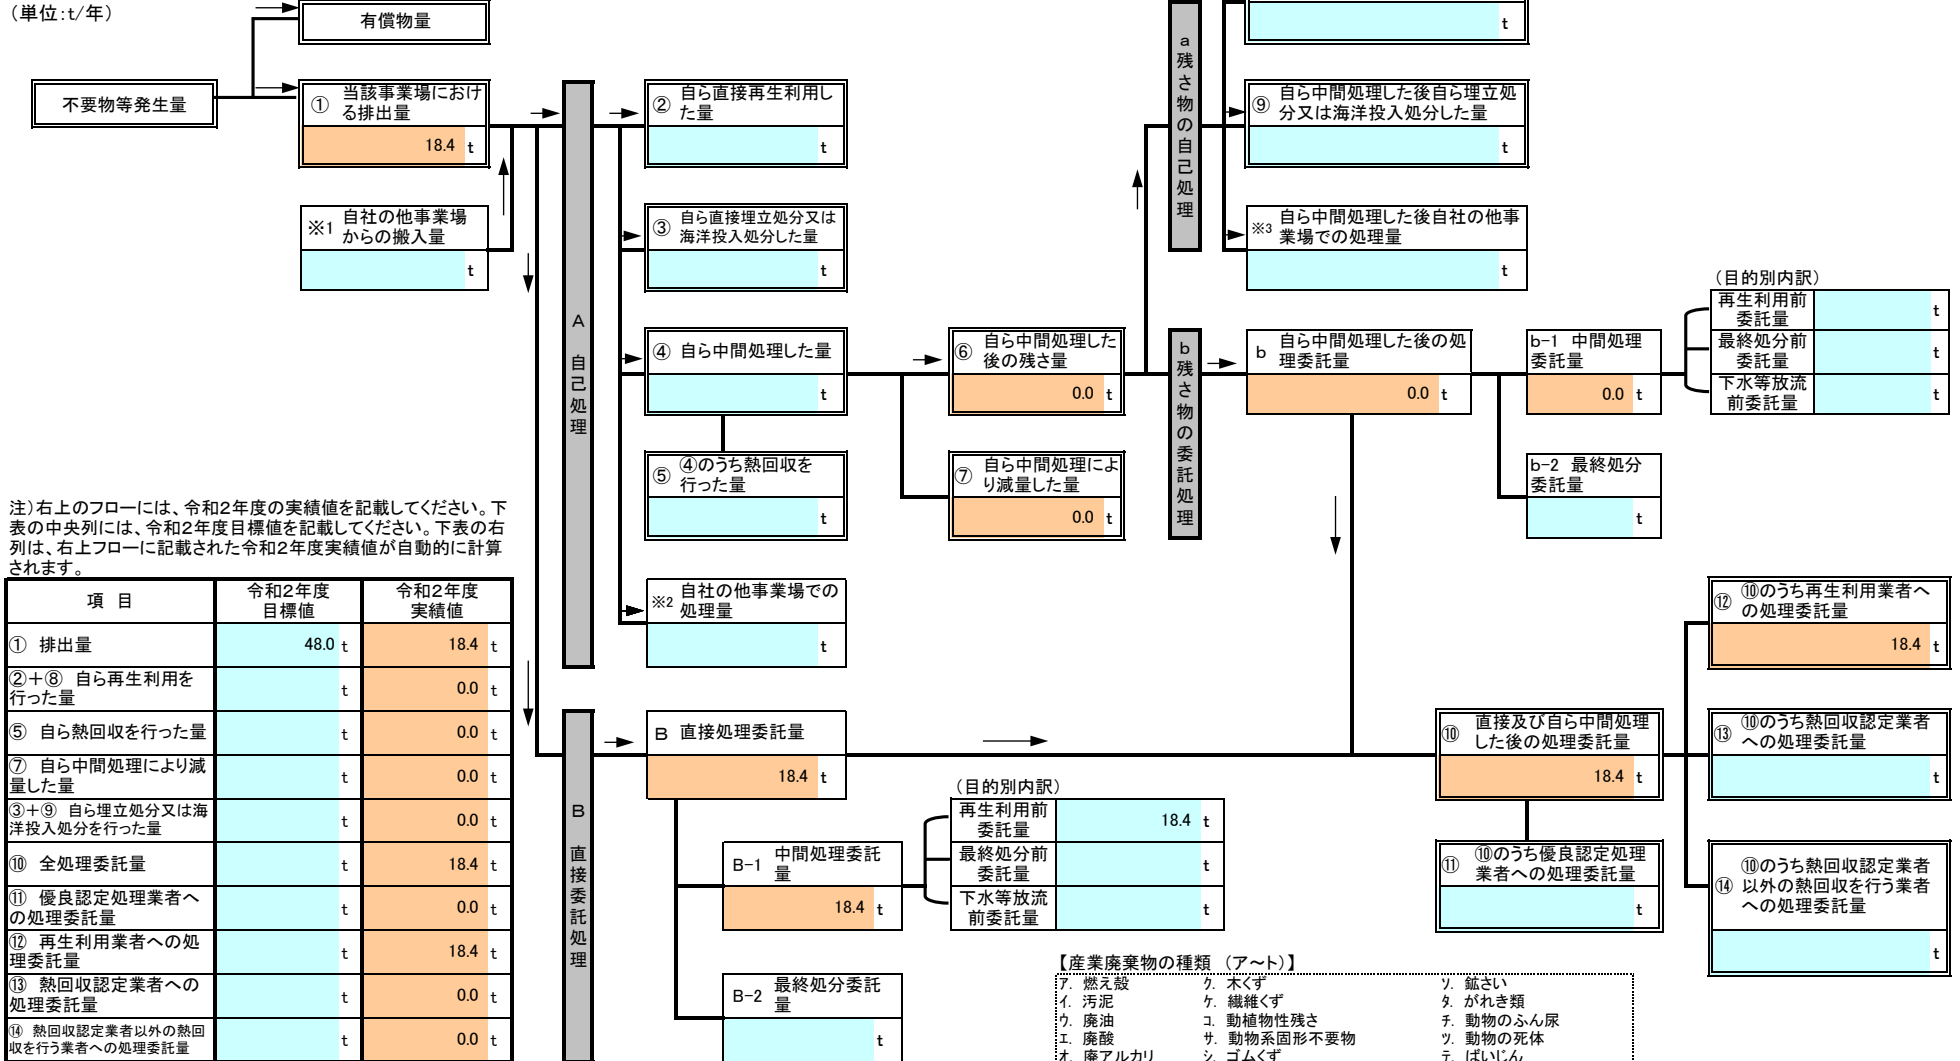 （単位:t/年）
有償物量
t
不要物等発生量
① 当該事業場におけ
る排出量
18.4 t
※1 自社の他事業場
からの搬入量
t
A 自己処理
② 自ら直接再生利用し
た量
t
③ 自ら直接埋立処分又は
海洋投入処分した量
t
④ 自ら中間処理した量
t
⑤ ④のうち熱回収を
行った量
t
※2 自社の他事業場での
処理量
t
⑥ 自ら中間処理した
後の残さ量
0.0 t
⑦ 自ら中間処理によ
り減量した量
0.0 t
a 残さ物の自己処理
⑨ 自ら中間処理した後自ら埋立処
分又は海洋投入処分した量
t
※3 自ら中間処理した後自社の他事
業場での処理量
t
b 残さ物の委託処理
b 自ら中間処理した後の処
理委託量
0.0 t
b-1 中間処理
委託量
0.0 t
b-2 最終処分
委託量
t
（目的別内訳）
再生利用前
委託量
t
最終処分前
委託量
t
下水等放流
前委託量
t
注）右上のフローには、令和2年度の実績値を記載してください。下
表の中央列には、令和2年度目標値を記載してください。下表の右
列は、右上フローに記載された令和2年度実績値が自動的に計算
されます。
項 目 令和2年度 目標値 令和2年度 実績値
① 排出量 48.0 t 18.4 t
②+⑧ 自ら再生利用を
行った量 t 0.0 t
⑤ 自ら熱回収を行った量 t 0.0 t
⑦ 自ら中間処理により減
量した量 t 0.0 t
③+⑨ 自ら埋立処分又は海
洋投入処分を行った量 t 0.0 t
⑩ 全処理委託量 t 18.4 t
⑪ 優良認定処理業者へ
の処理委託量 t 0.0 t
⑫ 再生利用業者への処
理委託量 t 18.4 t
⑬ 熱回収認定業者への
処理委託量 t 0.0 t
⑭ 熱回収認定業者以外の熱回
収を行う業者への処理委託量 t 0.0 t
B 直接委託処理
B 直接処理委託量
18.4 t
B-1 中間処理委託
量
18.4 t
B-2 最終処分委託
量
t
（目的別内訳）
再生利用前
委託量
18.4 t
最終処分前
委託量
t
下水等放流
前委託量
t
⑩ 直接及び自ら中間処理
した後の処理委託量
18.4 t
⑪ ⑩のうち優良認定処理
業者への処理委託量
t
⑫ ⑩のうち再生利用業者へ
の処理委託量
18.4 t
⑬ ⑩のうち熱回収認定業者
への処理委託量
t
⑭ ⑩のうち熱回収認定業者
以外の熱回収を行う業者
への処理委託量
t
【産業廃棄物の種類 （ア～ト）】
ア. 燃え殻 ク. 木くず ソ. 鉱さい
イ. 汚泥 ケ. 繊維くず タ. がれき類
ウ. 廃油 コ. 動植物性残さ チ. 動物のふん尿
エ. 廃酸 サ. 動物系固形不要物 ツ. 動物の死体
オ. 廃アルカリ シ. ゴムくず テ. ばいじん